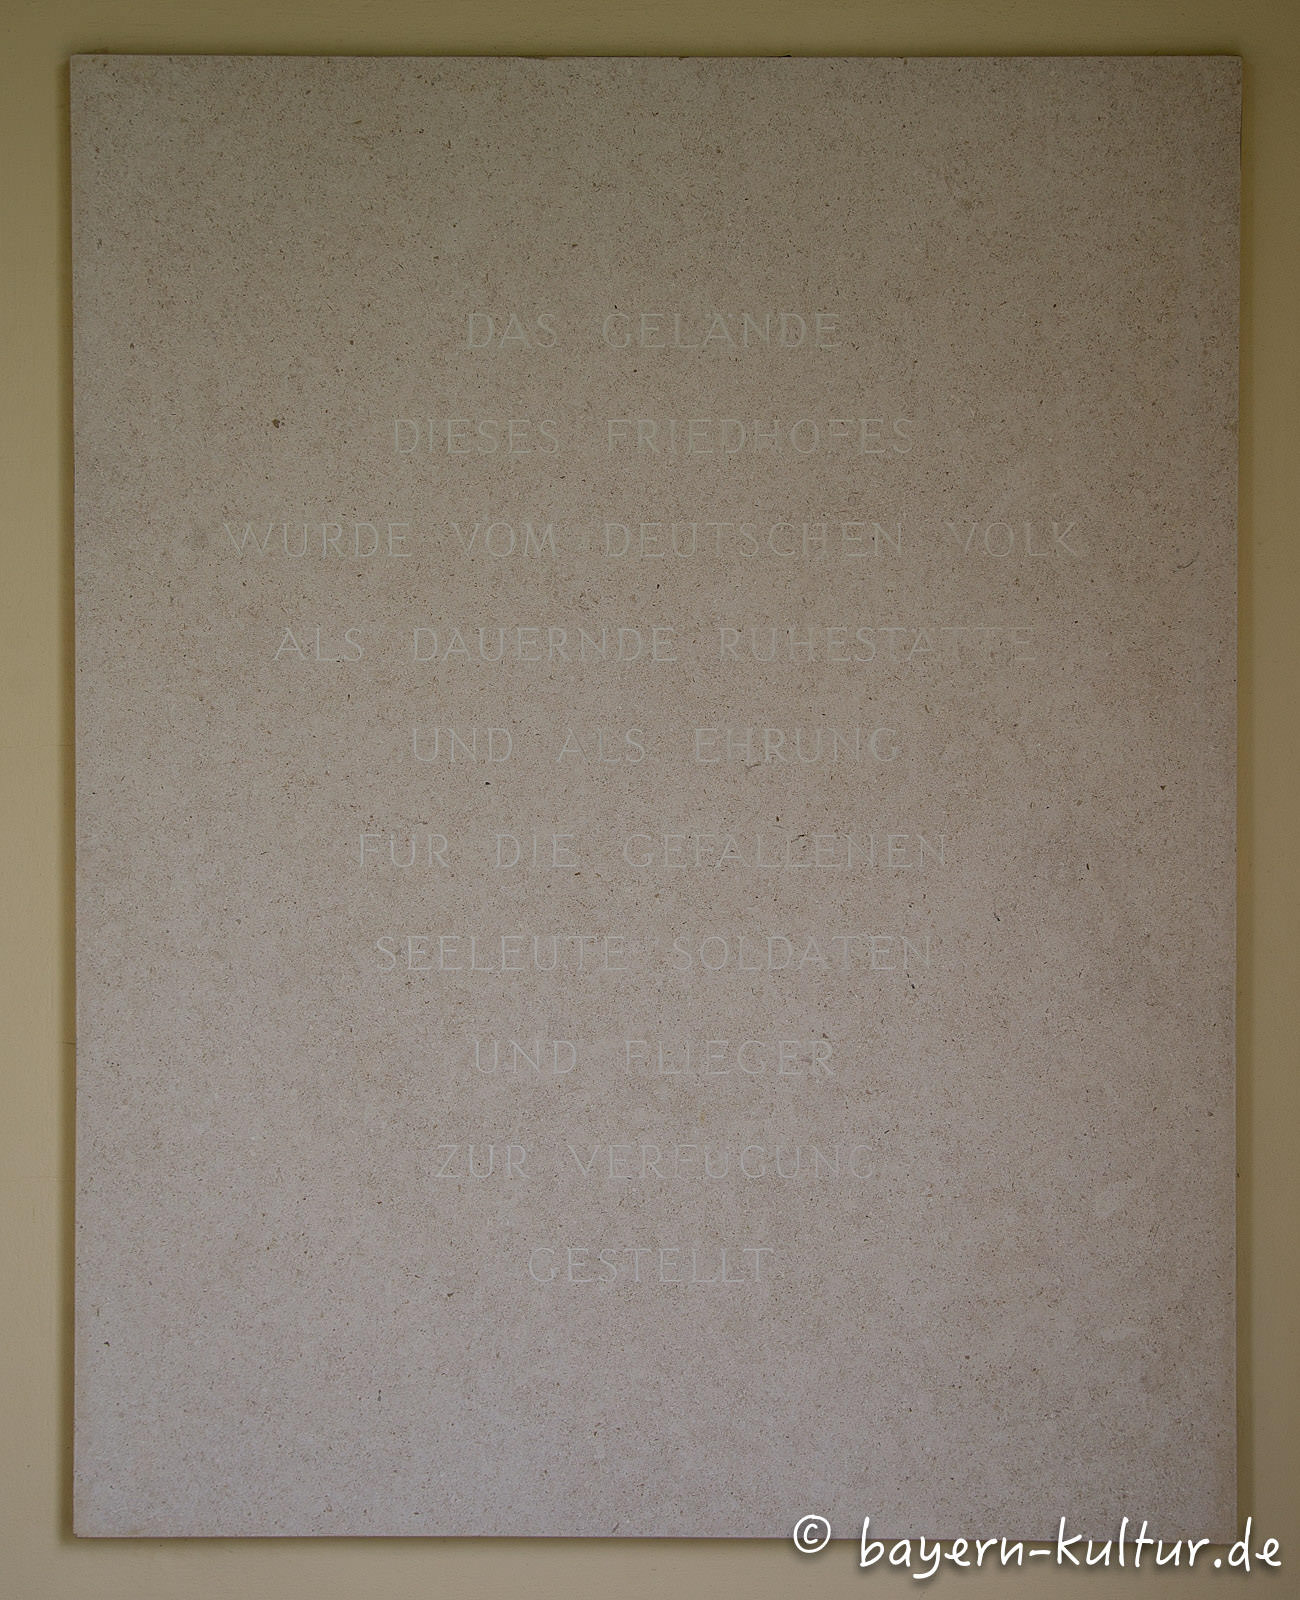 DAS GELÄNDE
DIESES FRIEDHOFES
WURDE VOM DEUTSCHEN VOLK
ALS DAUERNDE RUHESTÄTTE
UND ALS EHRUNG
FÜR DIE GEFALLENEN
SEELEUTE SOLDATEN
UND FLIEGER
ZUR VERFÜGUNG
GESTELLT
© bayern-kultur.de